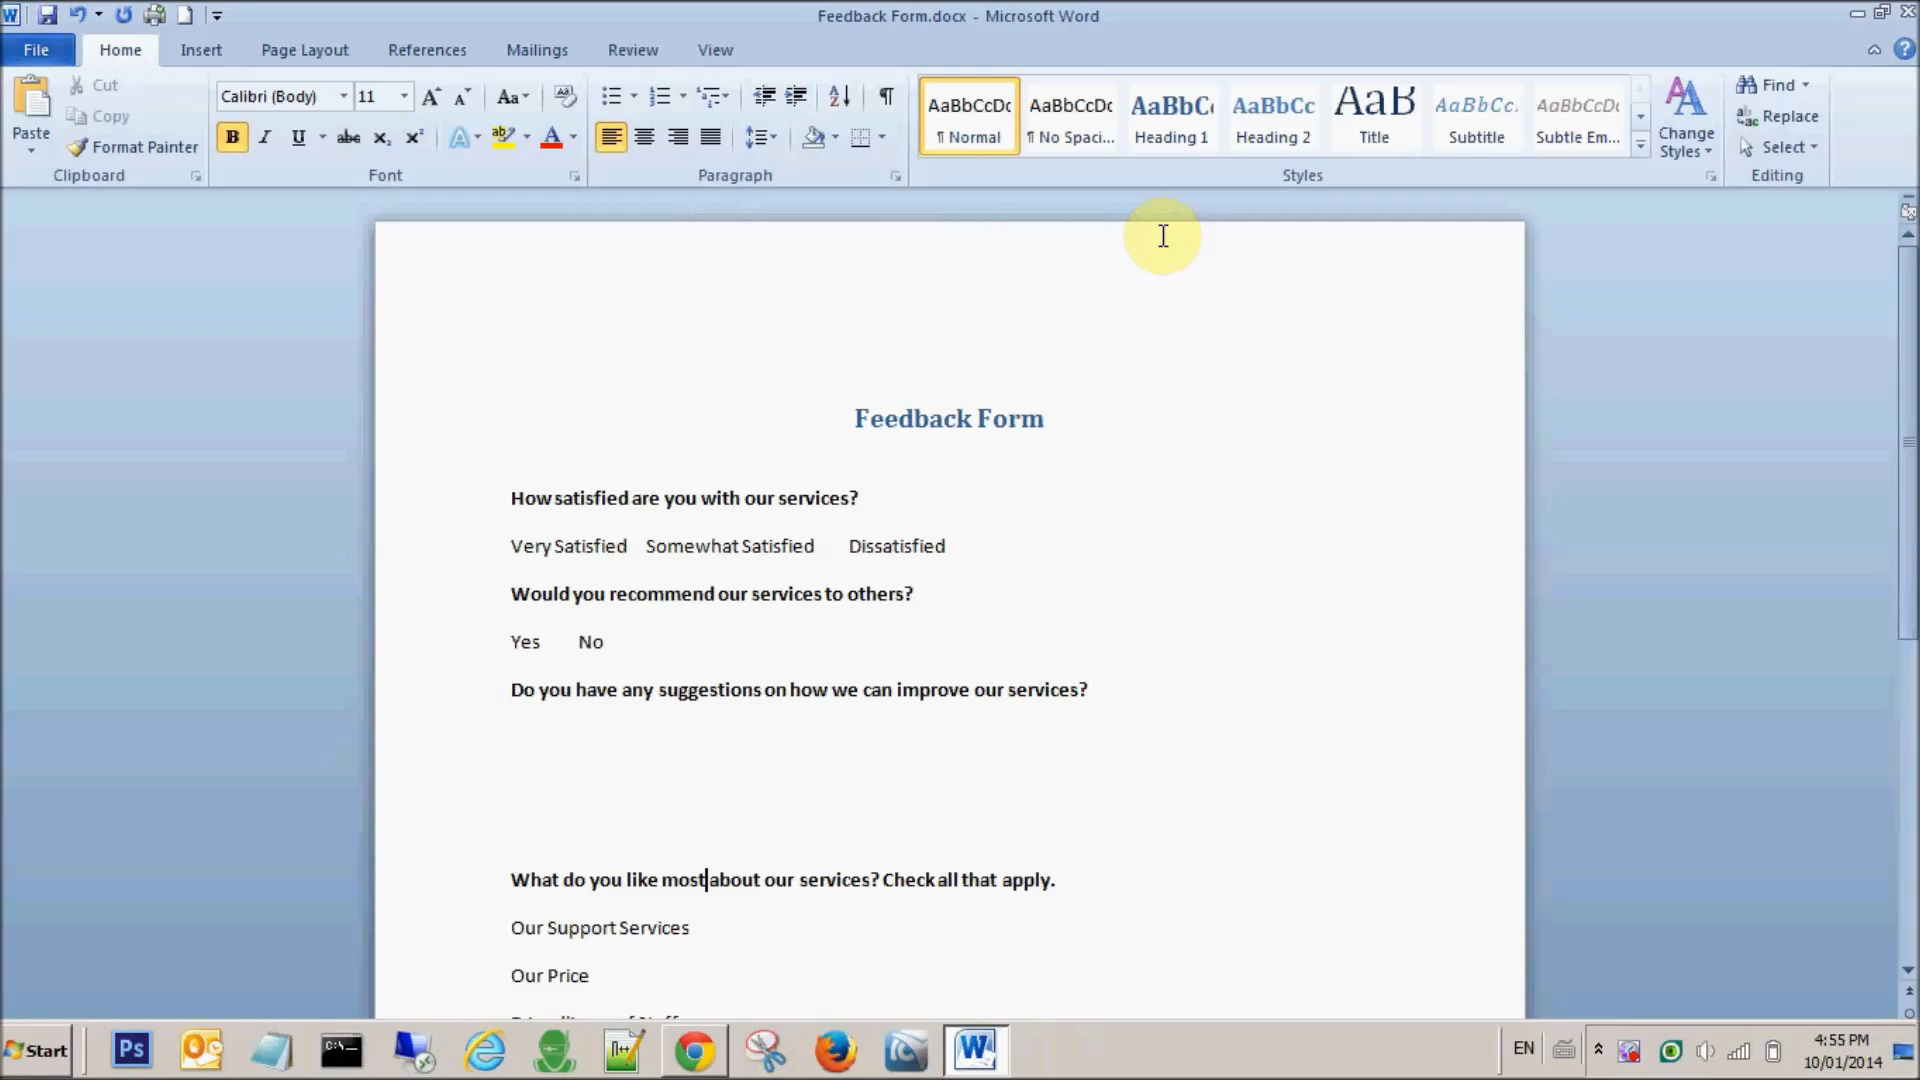 Feedback Form.docx - Microsoft Word
File Home Insert Page Layout References Mailings Review View
Paste
Cut
Copy
Format Painter
Clipboard
Calibri (Body) 11
Font
Paragraph
AaBbCcDc AaBbCcDc AaBbC AaBbCc AaB AaBbCc. AaBbCcDc
¶ Normal ¶ No Spaci... Heading 1 Heading 2 Title Subtitle Subtle Em...
Change Styles
Styles
Find
Replace
Select
Editing
Feedback Form
How satisfied are you with our services?
Very Satisfied Somewhat Satisfied Dissatisfied
Would you recommend our services to others?
Yes No
Do you have any suggestions on how we can improve our services?
What do you like most about our services? Check all that apply.
Our Support Services
Our Price
Start
EN
4:55 PM
10/01/2014